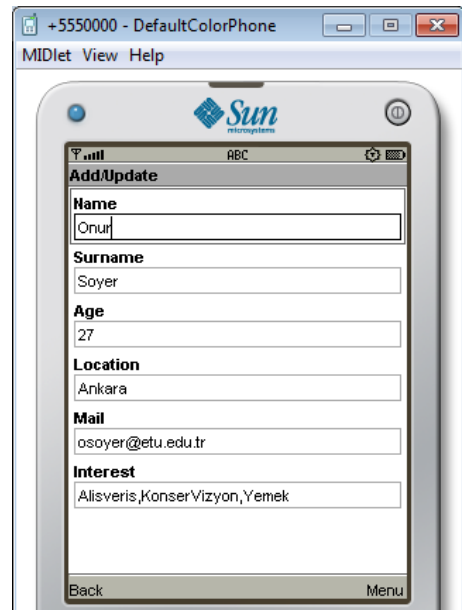 +5550000 - DefaultColorPhone
MIDlet View Help
Sun
microsystems
ABC
Add/Update
Name
Onur
Surname
Soyer
Age
27
Location
Ankara
Mail
osoyer@etu.edu.tr
Interest
Alisveris,KonserVizyon,Yemek
Back Menu